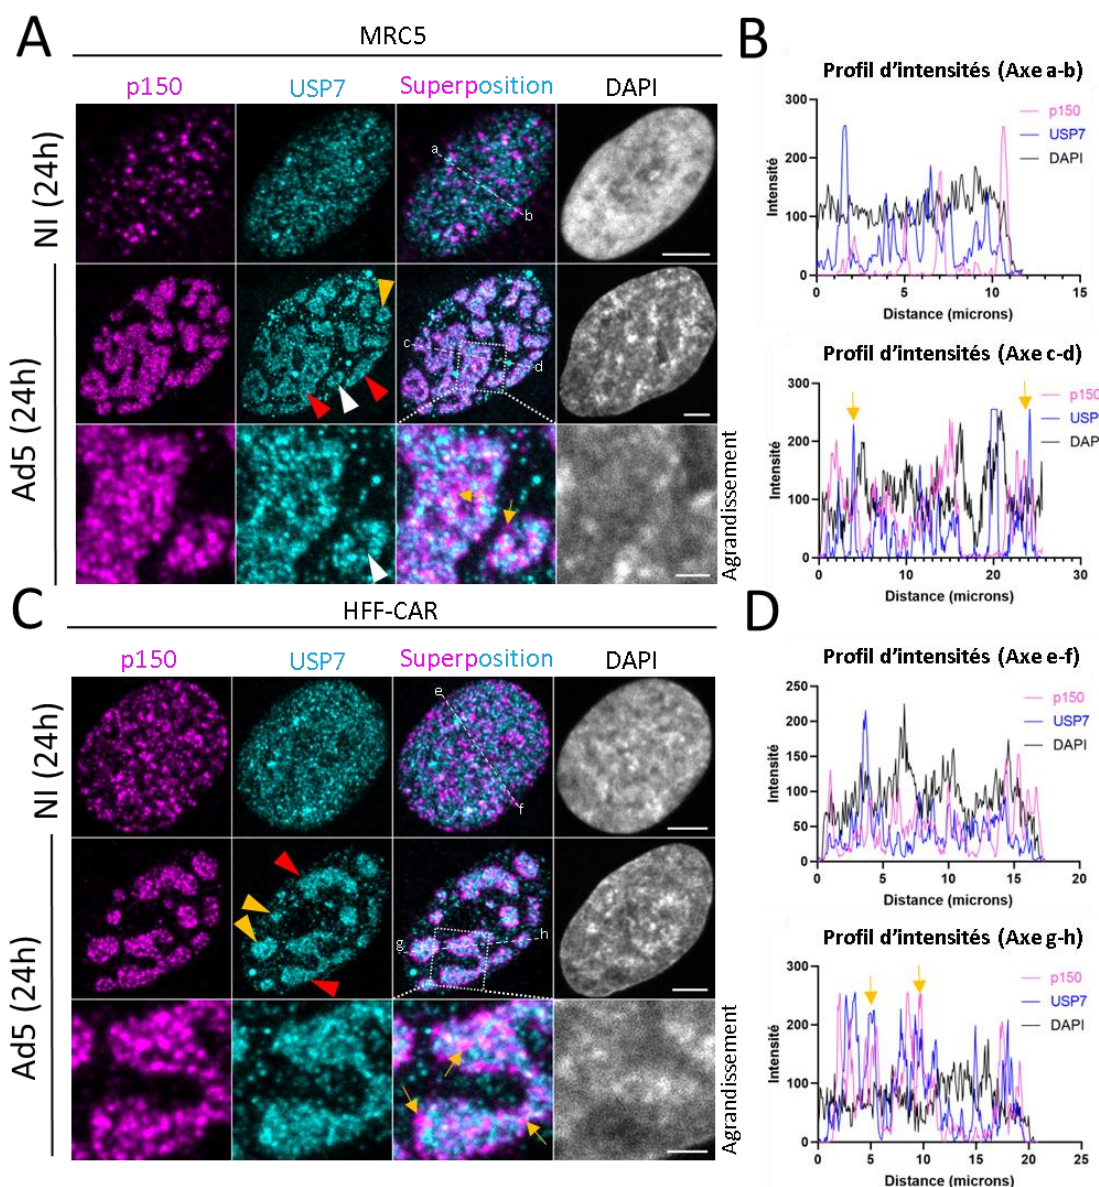 A
MRC5
p150
USP7
Superposition
DAPI
NI (24h)
a
b
Ad5 (24h)
c
d
Agrandissement
B
Profil d'intensités (Axe a-b)
300
200
100
0
Intensité
p150
USP7
DAPI
0
5
10
15
Distance (microns)
Profil d'intensités (Axe c-d)
300
200
100
0
Intensité
p150
USP
DAP
0
10
20
30
Distance (microns)
C
HFF-CAR
p150
USP7
Superposition
DAPI
NI (24h)
e
f
Ad5 (24h)
g
h
Agrandissement
D
Profil d'intensités (Axe e-f)
250
200
150
100
50
0
Intensité
p150
USP7
DAPI
0
5
10
15
20
Distance (microns)
Profil d'intensités (Axe g-h)
300
200
100
0
Intensité
p150
USP7
DAPI
0
5
10
15
20
25
Distance (microns)